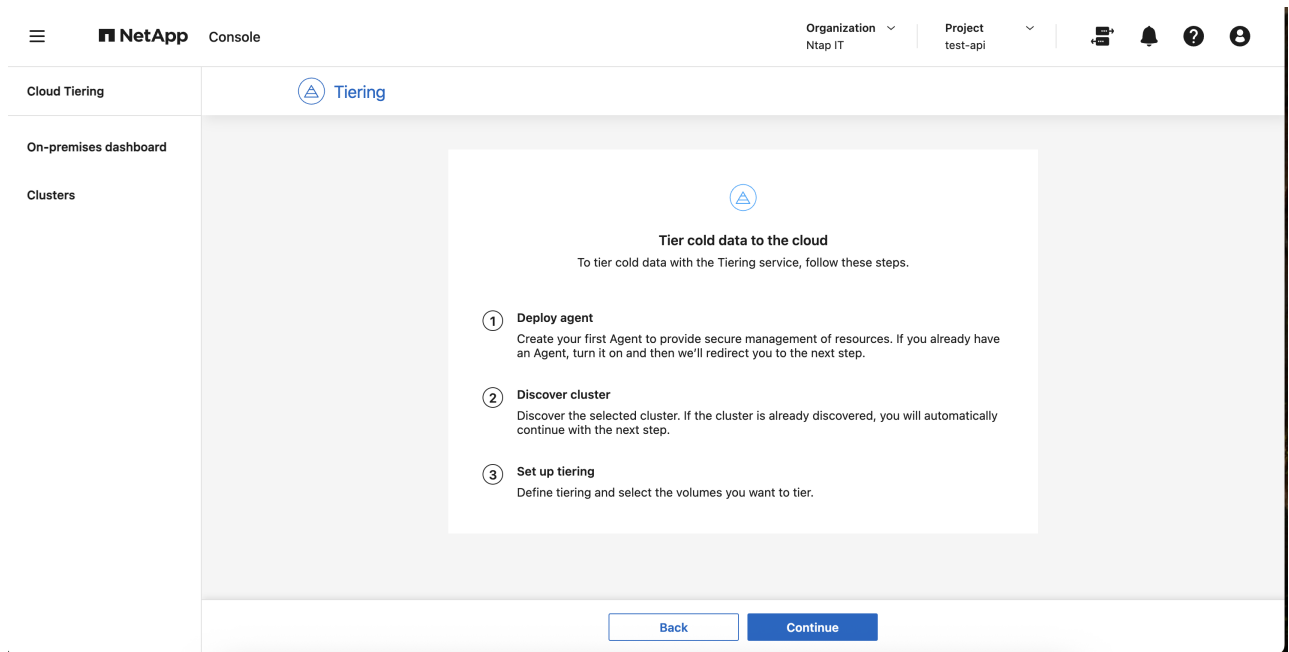 NetApp Console
Organization
Ntap IT
Project
test-api
Cloud Tiering
Tiering
On-premises dashboard
Clusters
Tier cold data to the cloud
To tier cold data with the Tiering service, follow these steps.
1 Deploy agent
Create your first Agent to provide secure management of resources. If you already have
an Agent, turn it on and then we’ll redirect you to the next step.
2 Discover cluster
Discover the selected cluster. If the cluster is already discovered, you will automatically
continue with the next step.
3 Set up tiering
Define tiering and select the volumes you want to tier.
Back
Continue